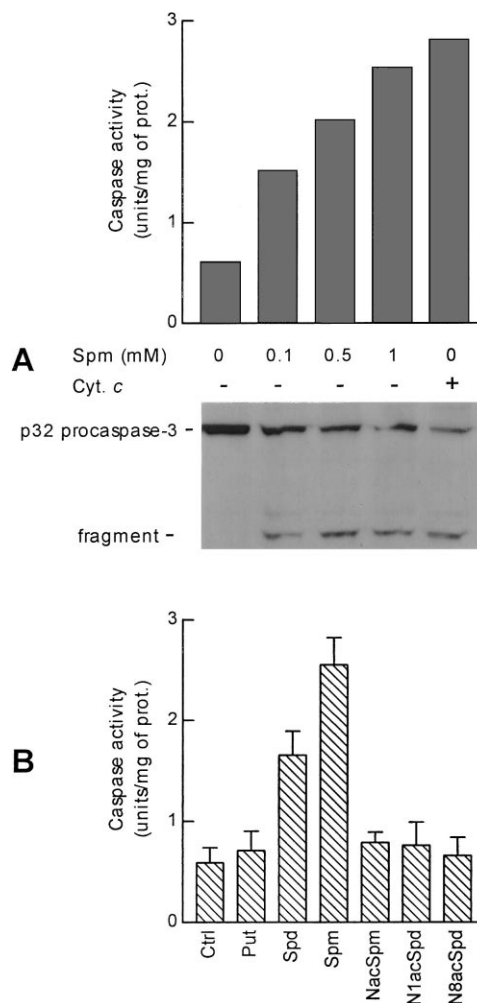 3
2
1
0
Caspase activity
(units/mg of prot.)
A
Spm (mM) 0 0.1 0.5 1 0
Cyt. c - - - - +
p32 procaspase-3 -
fragment -
3
2
1
0
Caspase activity
(units/mg of prot.)
B
Ctrl
Put
Spd
Spm
NacSpm
N1acSpd
N8acSpd